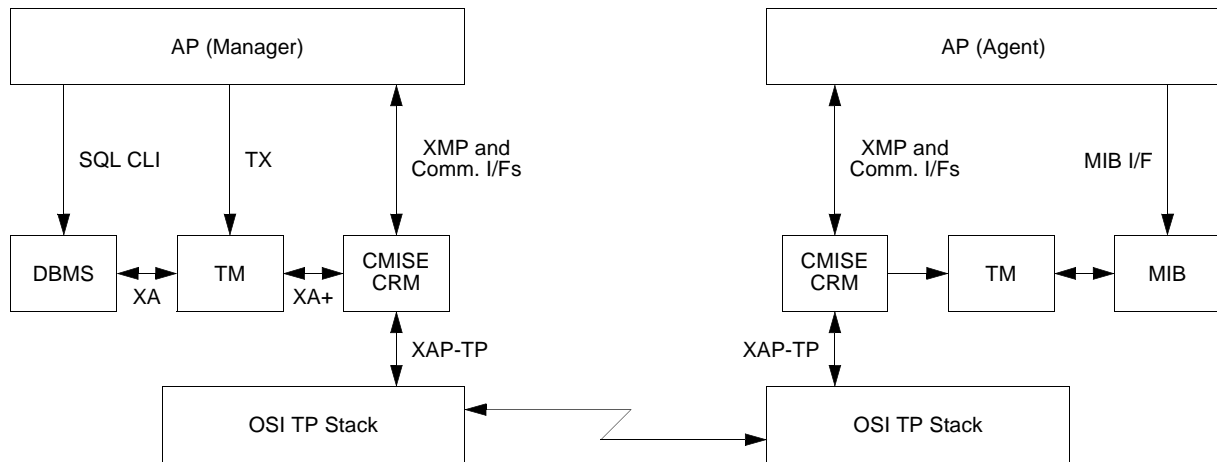 AP (Manager)
AP (Agent)
SQL CLI
TX
XMP and
Comm. I/Fs
XMP and
Comm. I/Fs
MIB I/F
DBMS
XA
TM
XA+
CMISE
CRM
CMISE
CRM
TM
MIB
XAP-TP
XAP-TP
OSI TP Stack
OSI TP Stack